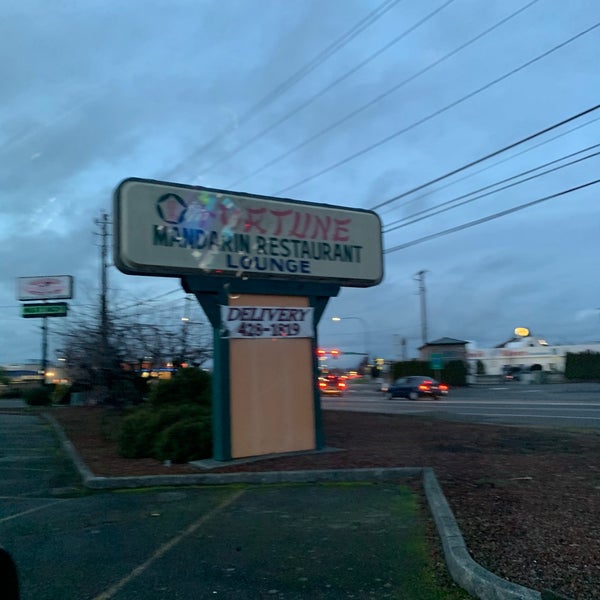 FORTUNE
MANDARIN RESTAURANT
LOUNGE
DELIVERY
428-1819